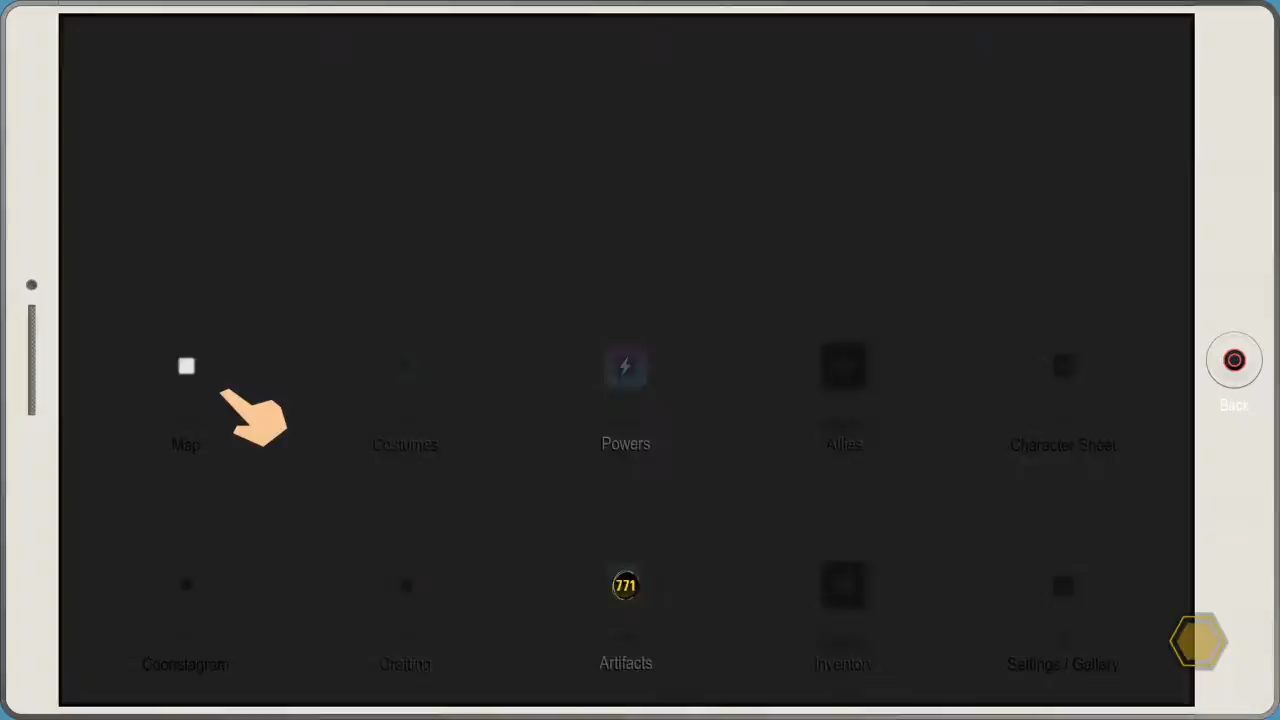 Back
Map
Costumes
Powers
Allies
Character Sheet
771
Coonstagram
Crafting
Artifacts
Inventory
Settings / Gallery